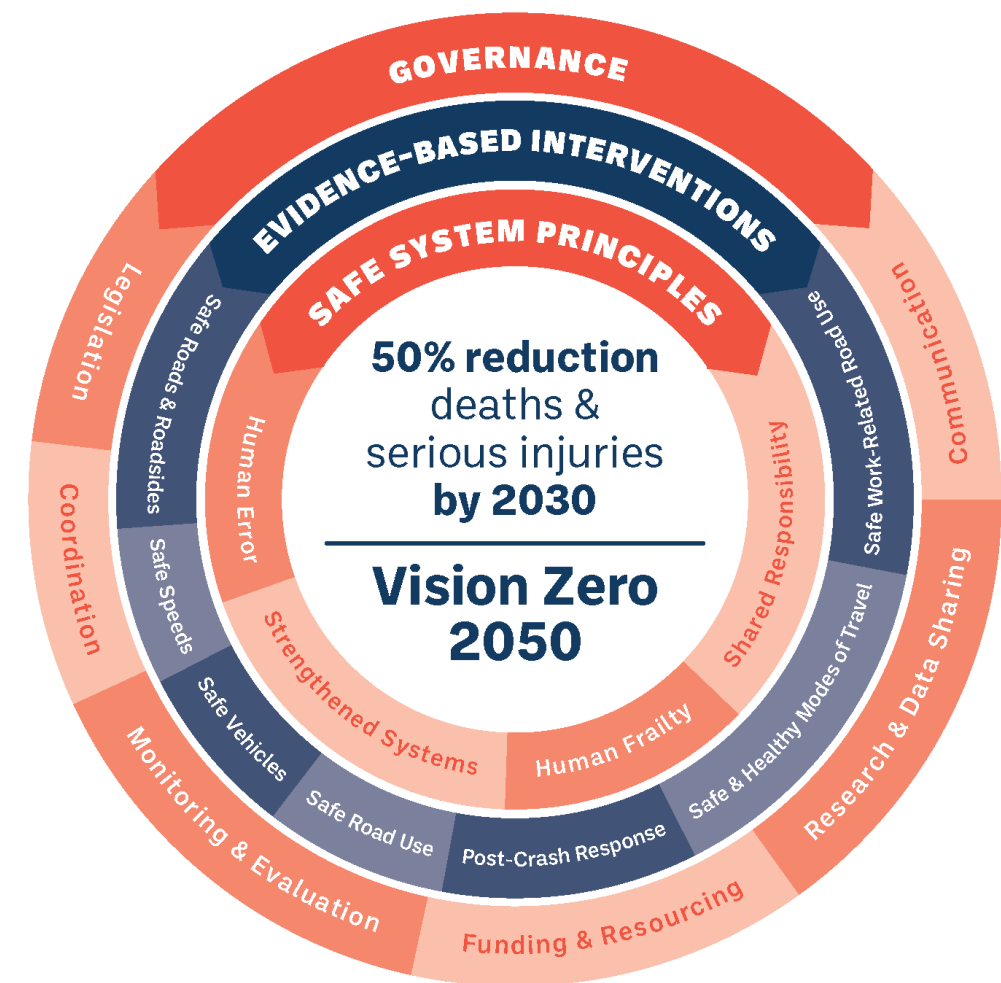 GOVERNANCE
EVIDENCE-BASED INTERVENTIONS
SAFE SYSTEM PRINCIPLES
50% reduction
deaths &
serious injuries
by 2030
Vision Zero
2050
Human Error
Strengthened Systems
Human Frailty
Shared Responsibility
Safe Roads & Roadsides
Safe Speeds
Safe Vehicles
Safe Road Use
Post-Crash Response
Safe & Healthy Modes of Travel
Safe Work-Related Road Use
Legislation
Coordination
Monitoring & Evaluation
Funding & Resourcing
Research & Data Sharing
Communication